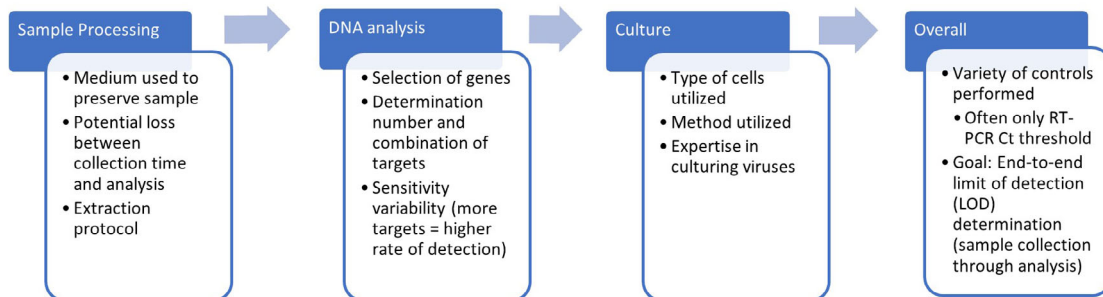 Sample Processing
• Medium used to
preserve sample
• Potential loss
between
collection time
and analysis
• Extraction
protocol
DNA analysis
• Selection of genes
• Determination
number and
combination of
targets
• Sensitivity
variability (more
targets = higher
rate of detection)
Culture
• Type of cells
utilized
• Method utilized
• Expertise in
culturing viruses
Overall
• Variety of controls
performed
• Often only RT-
PCR Ct threshold
• Goal: End-to-end
limit of detection
(LOD)
determination
(sample collection
through analysis)